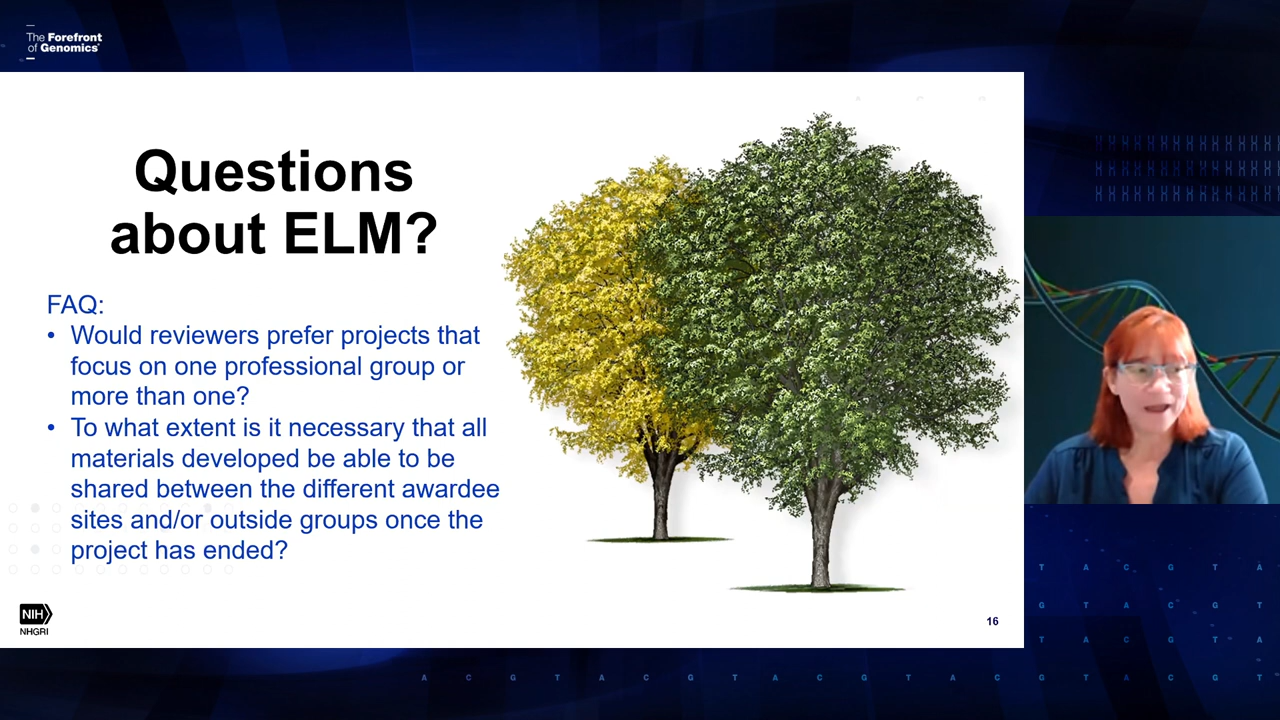 The Forefront
of Genomics®
Questions
about ELM?
FAQ:
• Would reviewers prefer projects that
focus on one professional group or
more than one?
• To what extent is it necessary that all
materials developed be able to be
shared between the different awardee
sites and/or outside groups once the
project has ended?
NIH
NHGRI
16
T A C G T A
G T A C G T
T A C G T A
A C G T A C G T A C G T A C G T A C G T